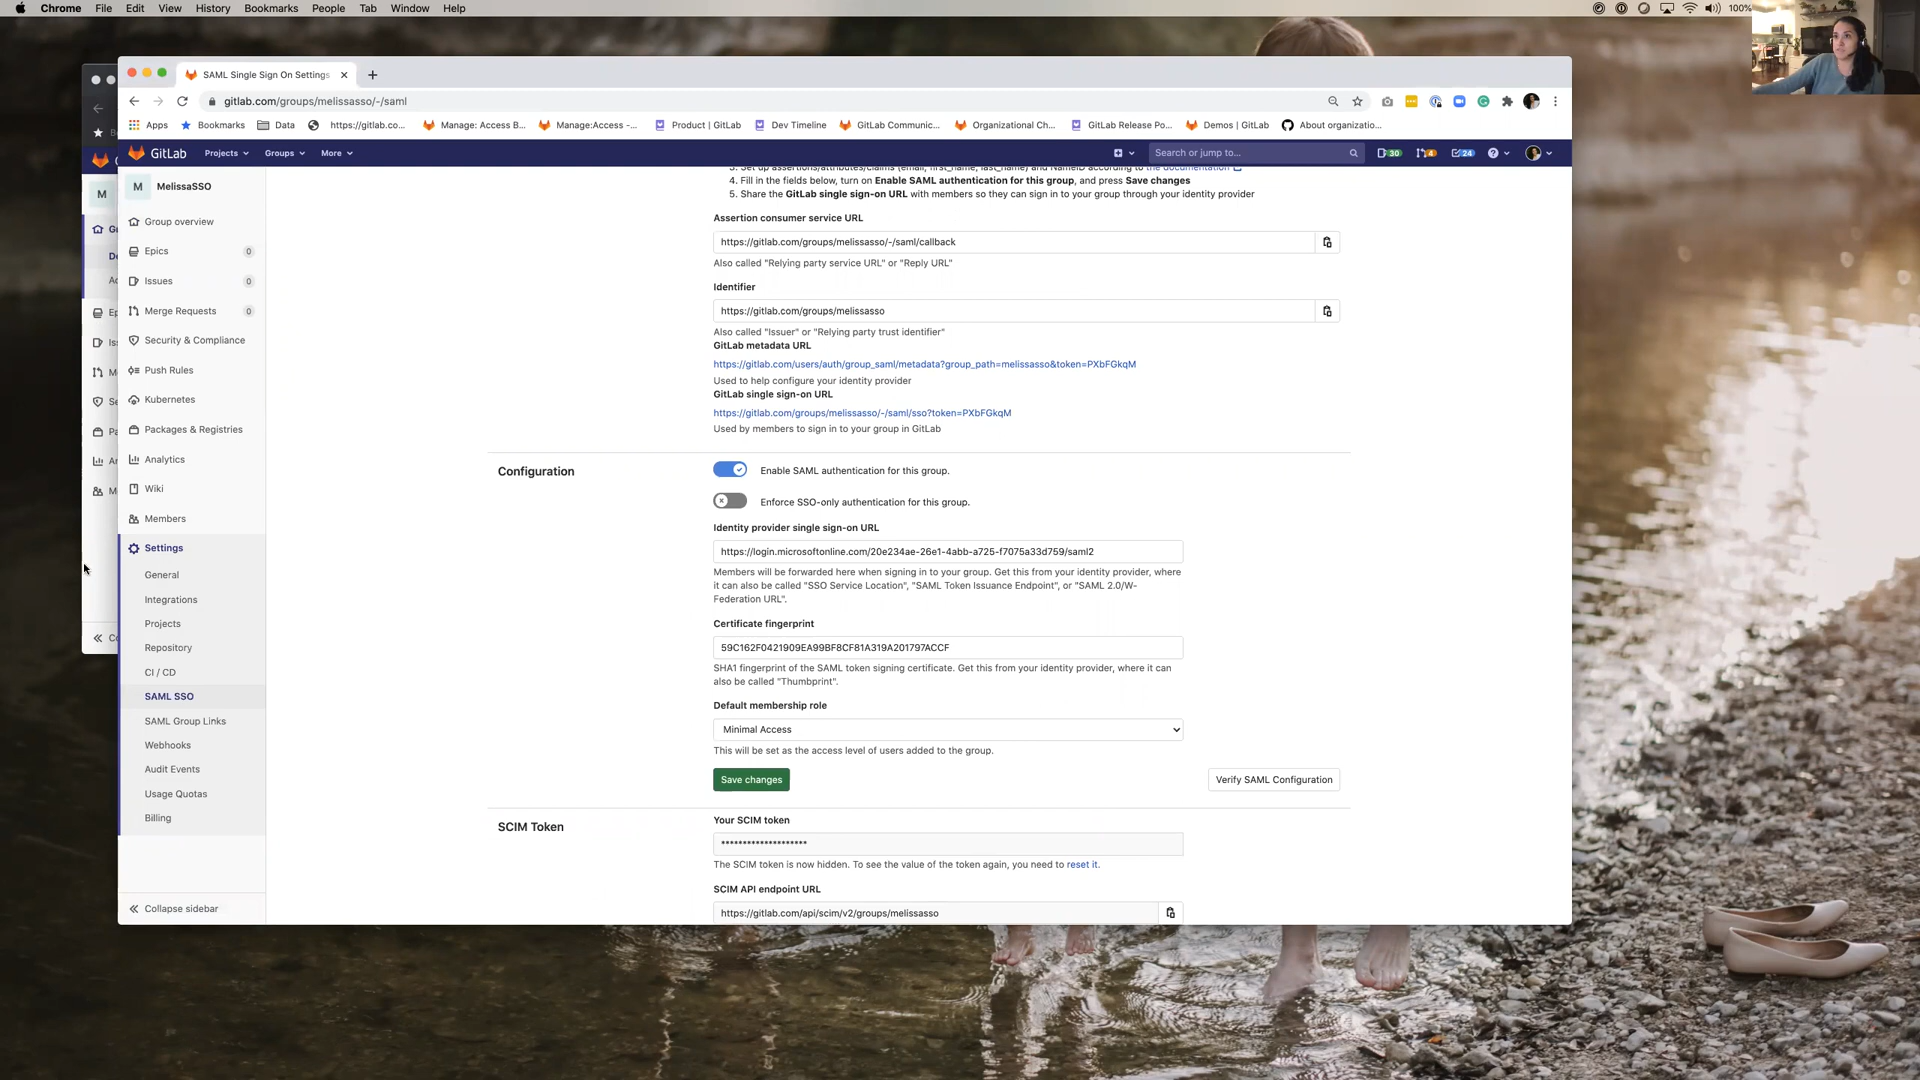 Chrome File Edit View History Bookmarks People Tab Window Help
100%
SAML Single Sign On Settings
gitlab.com/groups/melissasso/-/saml
Apps Bookmarks Data https://gitlab.co... Manage: Access B... Manage:Access -... Product | GitLab Dev Timeline GitLab Communic... Organizational Ch... GitLab Release Po... Demos | GitLab About organizatio...
GitLab Projects Groups More Search or jump to... 30 4 24
M MelissaSSO
Group overview
Epics 0
Issues 0
Merge Requests 0
Security & Compliance
Push Rules
Kubernetes
Packages & Registries
Analytics
Wiki
Members
Settings
General
Integrations
Projects
Repository
CI / CD
SAML SSO
SAML Group Links
Webhooks
Audit Events
Usage Quotas
Billing
Collapse sidebar
3. Set up assertions/attributes/claims (email, first_name, last_name) and NameID according to the documentation
4. Fill in the fields below, turn on Enable SAML authentication for this group, and press Save changes
5. Share the GitLab single sign-on URL with members so they can sign in to your group through your identity provider
Assertion consumer service URL
https://gitlab.com/groups/melissasso/-/saml/callback
Also called "Relying party service URL" or "Reply URL"
Identifier
https://gitlab.com/groups/melissasso
Also called "Issuer" or "Relying party trust identifier"
GitLab metadata URL
https://gitlab.com/users/auth/group_saml/metadata?group_path=melissasso&token=PXbFGkqM
Used to help configure your identity provider
GitLab single sign-on URL
https://gitlab.com/groups/melissasso/-/saml/sso?token=PXbFGkqM
Used by members to sign in to your group in GitLab
Configuration
Enable SAML authentication for this group.
Enforce SSO-only authentication for this group.
Identity provider single sign-on URL
https://login.microsoftonline.com/20e234ae-26e1-4abb-a725-f7075a33d759/saml2
Members will be forwarded here when signing in to your group. Get this from your identity provider, where
it can also be called "SSO Service Location", "SAML Token Issuance Endpoint", or "SAML 2.0/W-
Federation URL".
Certificate fingerprint
59C162F0421909EA99BF8CF81A319A201797ACCF
SHA1 fingerprint of the SAML token signing certificate. Get this from your identity provider, where it can
also be called "Thumbprint".
Default membership role
Minimal Access
This will be set as the access level of users added to the group.
Save changes
Verify SAML Configuration
SCIM Token
Your SCIM token
********************
The SCIM token is now hidden. To see the value of the token again, you need to reset it.
SCIM API endpoint URL
https://gitlab.com/api/scim/v2/groups/melissasso